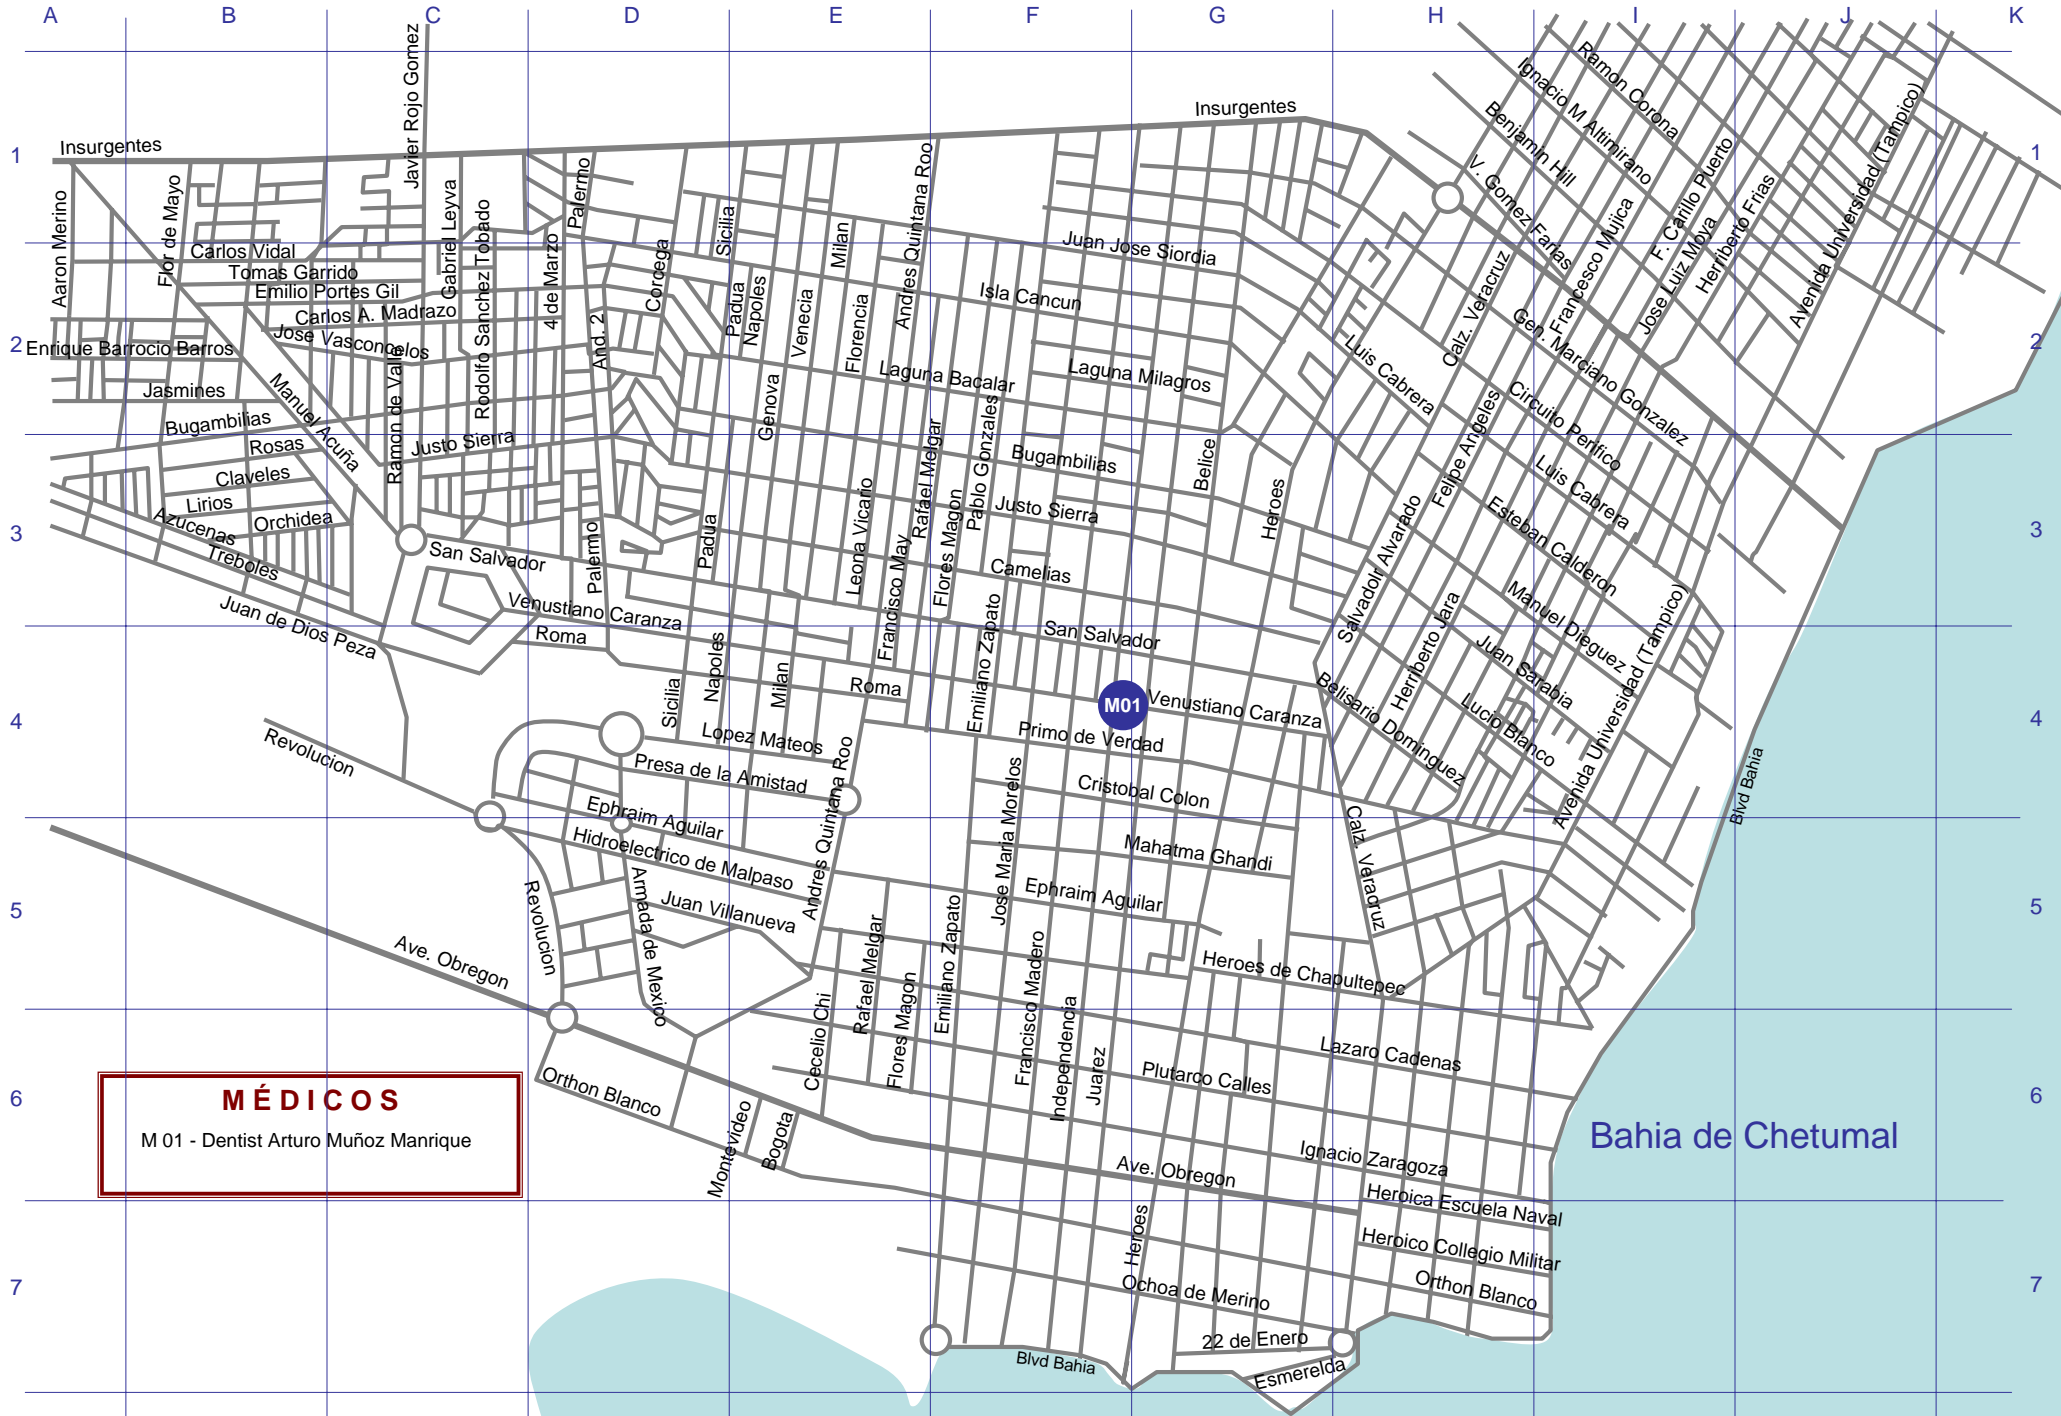 A B C D E F G H I J K
Javier Rojo Gomez
Insurgentes
Insurgentes
Ramon Corona
Ignacio M Altimirano
Benjamin Hill
V. Gomez Farias
1
1
Aaron Merino
Flor de Mayo
Gabriel Leyva
Rodolfo Sanchez Tobado
Palermo
Sicilia
Milan
Andres Quintana Roo
Francesco Mujica
F. Carillo Puerto
Jose Luiz Moya
Herriberto Frias
Avenida Universidad (Tampico)
Carlos Vidal
Tomas Garrido
Emilio Portes Gil
Carlos A. Madrazo
Jose Vasconcelos
4 de Marzo
And. 2
Corcega
Padua
Napoles
Venecia
Florencia
Juan Jose Siordia
Isla Cancun
Calz. Veracruz
Gen. Marciano Gonzalez
2
2
Enrique Barrocio Barros
Jasmines
Bugambilias
Manuel Acuña
Ramon de Valle
Genova
Laguna Bacalar
Laguna Milagros
Luis Cabrera
Circuito Perifico
Rosas
Claveles
Lirios
Orchidea
Azucenas
Treboles
Justo Sierra
Rafael Melgar
Pablo Gonzales
Bugambilias
Belice
Felipe Angeles
Luis Cabrera
3
3
San Salvador
Palermo
Padua
Leona Vicario
Francisco May
Flores Magon
Justo Sierra
Camelias
Heroes
Salvadoir Alvarado
Esteban Calderon
Manuel Dieguez
Juan de Dios Peza
Venustiano Caranza
Roma
Napoles
Emiliano Zapato
San Salvador
Herriberto Jara
Juan Sarabia
Avenida Universidad (Tampico)
4
4
Revolucion
Sicilia
Milan
Roma
M01
Venustiano Caranza
Belisario Dominguez
Lucio Blanco
Lopez Mateos
Presa de la Amistad
Primo de Verdad
Cristobal Colon
Blvd Bahia
Ephraim Aguilar
Hidroelectrico de Malpaso
Andres Quintana Roo
Jose Maria Morelos
Mahatma Ghandi
Calz. Veracruz
5
5
Revolucion
Armada de Mexico
Juan Villanueva
Ephraim Aguilar
Ave. Obregon
Rafael Melgar
Emiliano Zapato
Francisco Madero
Heroes de Chapultepec
Cecelio Chi
Flores Magon
Independencia
Juarez
Lazaro Cadenas
Plutarco Calles
6
6
MÉDICOS
M 01 - Dentist Arturo Muñoz Manrique
Orthon Blanco
Montevideo
Bogota
Bahia de Chetumal
Ignacio Zaragoza
Ave. Obregon
Heroica Escuela Naval
Heroico Collegio Militar
Heroes
7
7
Ochoa de Merino
Orthon Blanco
22 de Enero
Blvd Bahia
Esmerelda